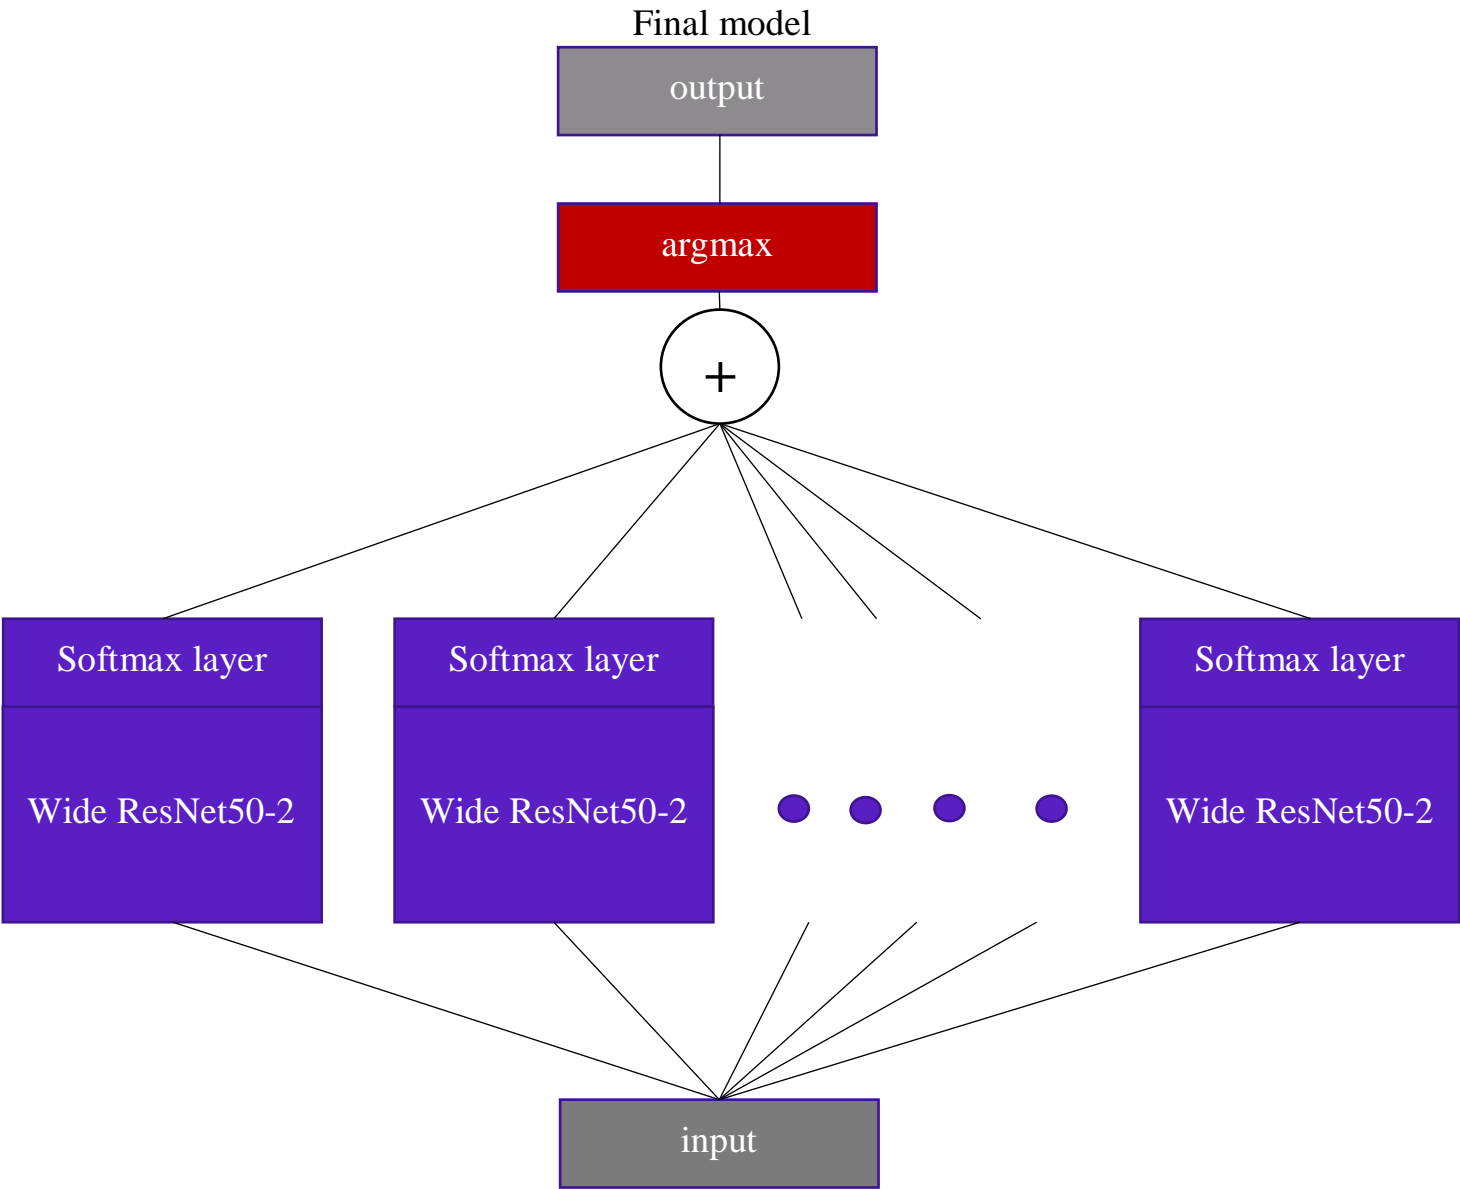 Final model
output
argmax
+
Softmax layer Softmax layer Softmax layer
Wide ResNet50-2 Wide ResNet50-2 Wide ResNet50-2
input